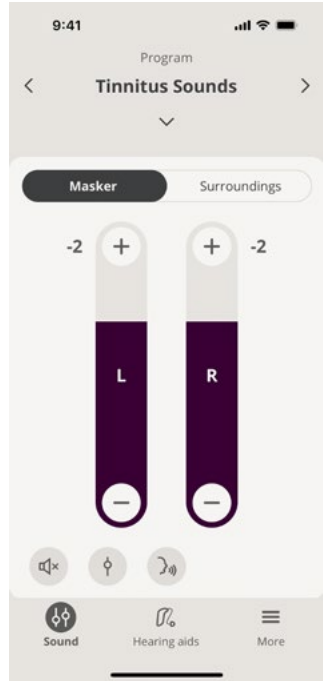 9:41
Program
Tinnitus Sounds
Masker Surroundings
-2 -2
L R
Sound Hearing aids More